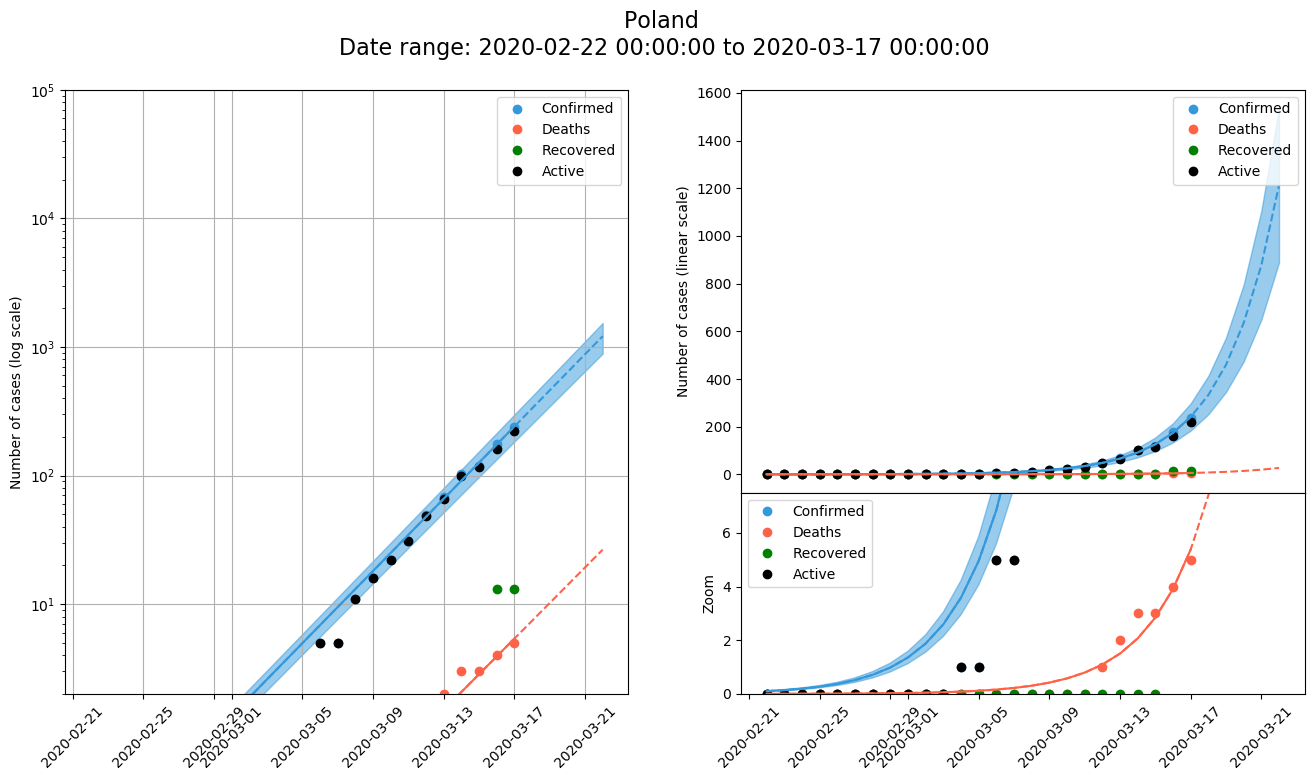 Poland
Date range: 2020-02-22 00:00:00 to 2020-03-17 00:00:00
Number of cases (log scale)
10^5
10^4
10^3
10^2
10^1
Confirmed
Deaths
Recovered
Active
2020-02-21
2020-02-25
2020-02-29
2020-03-01
2020-03-05
2020-03-09
2020-03-13
2020-03-17
2020-03-21
Number of cases (linear scale)
1600
1400
1200
1000
800
600
400
200
0
Confirmed
Deaths
Recovered
Active
Zoom
6
4
2
0
Confirmed
Deaths
Recovered
Active
2020-02-21
2020-02-25
2020-02-29
2020-03-01
2020-03-05
2020-03-09
2020-03-13
2020-03-17
2020-03-21